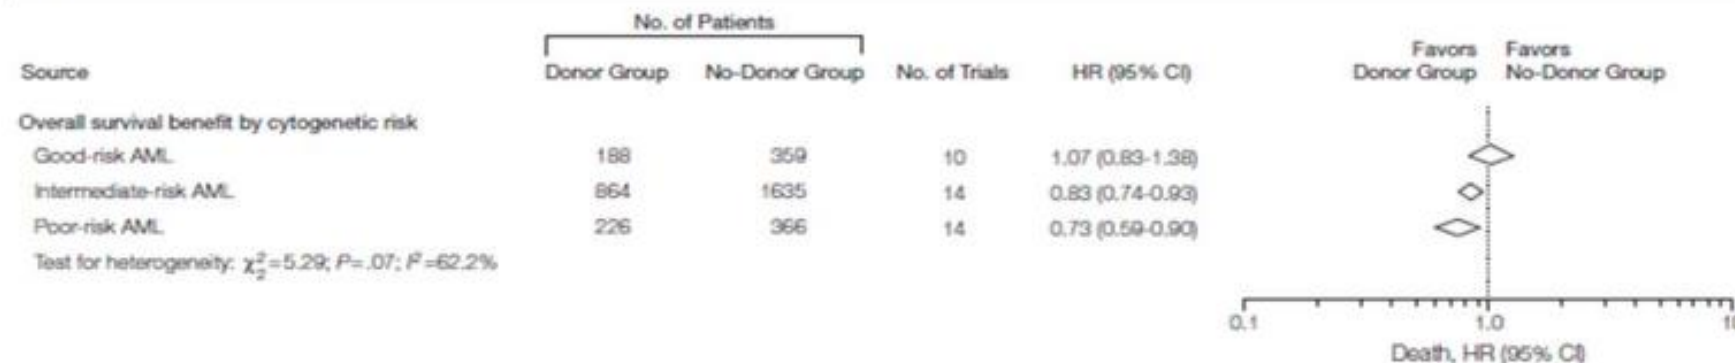 No. of Patients
Favors Favors
Source Donor Group No-Donor Group No. of Trials HR (95% CI) Donor Group No-Donor Group
Overall survival benefit by cytogenetic risk
Good-risk AML 188 359 10 1.07 (0.83-1.38)
Intermediate-risk AML 864 1635 14 0.83 (0.74-0.93)
Poor-risk AML 226 366 14 0.73 (0.59-0.90)
Test for heterogeneity: χ²₂=5.29; P=.07; I²=62.2%
0.1 1.0
Death, HR (95% CI)